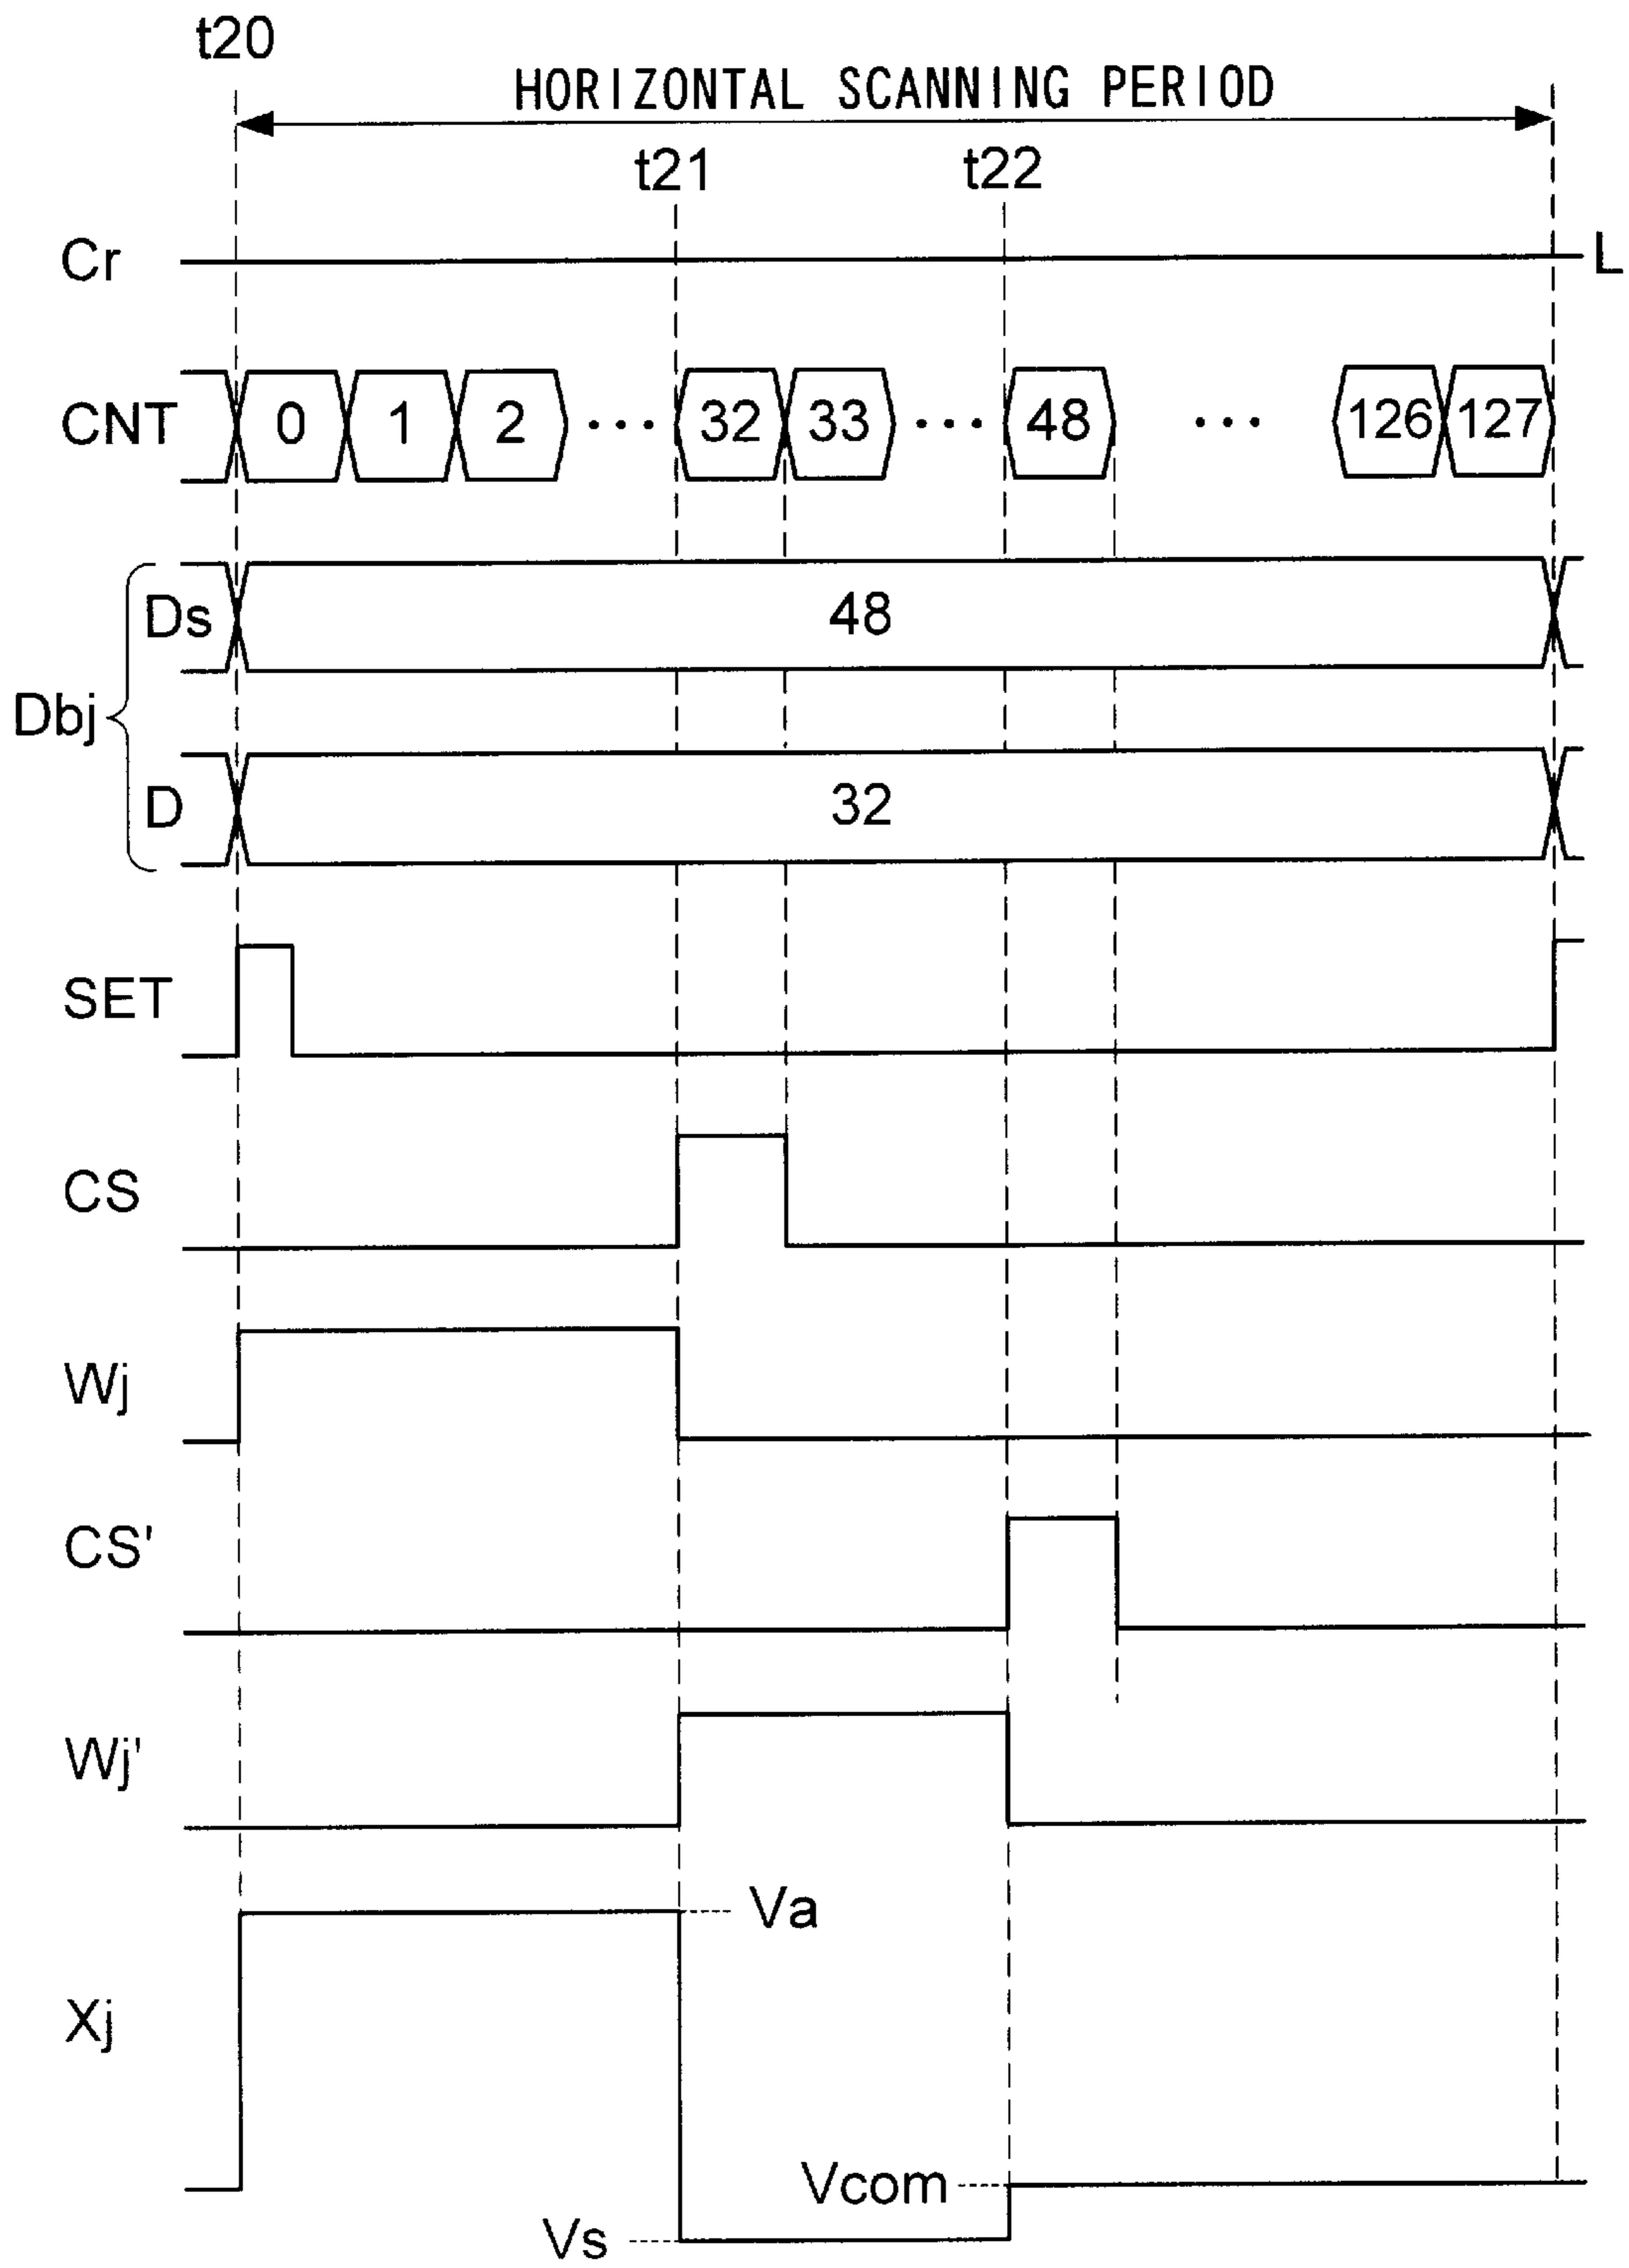 t20
HORIZONTAL SCANNING PERIOD
t21 t22
Cr L
CNT 0 1 2 ... 32 33 ... 48 ... 126 127
Ds 48
Dbj
D 32
SET
CS
Wj
CS'
Wj'
Va
Xj
Vcom
Vs